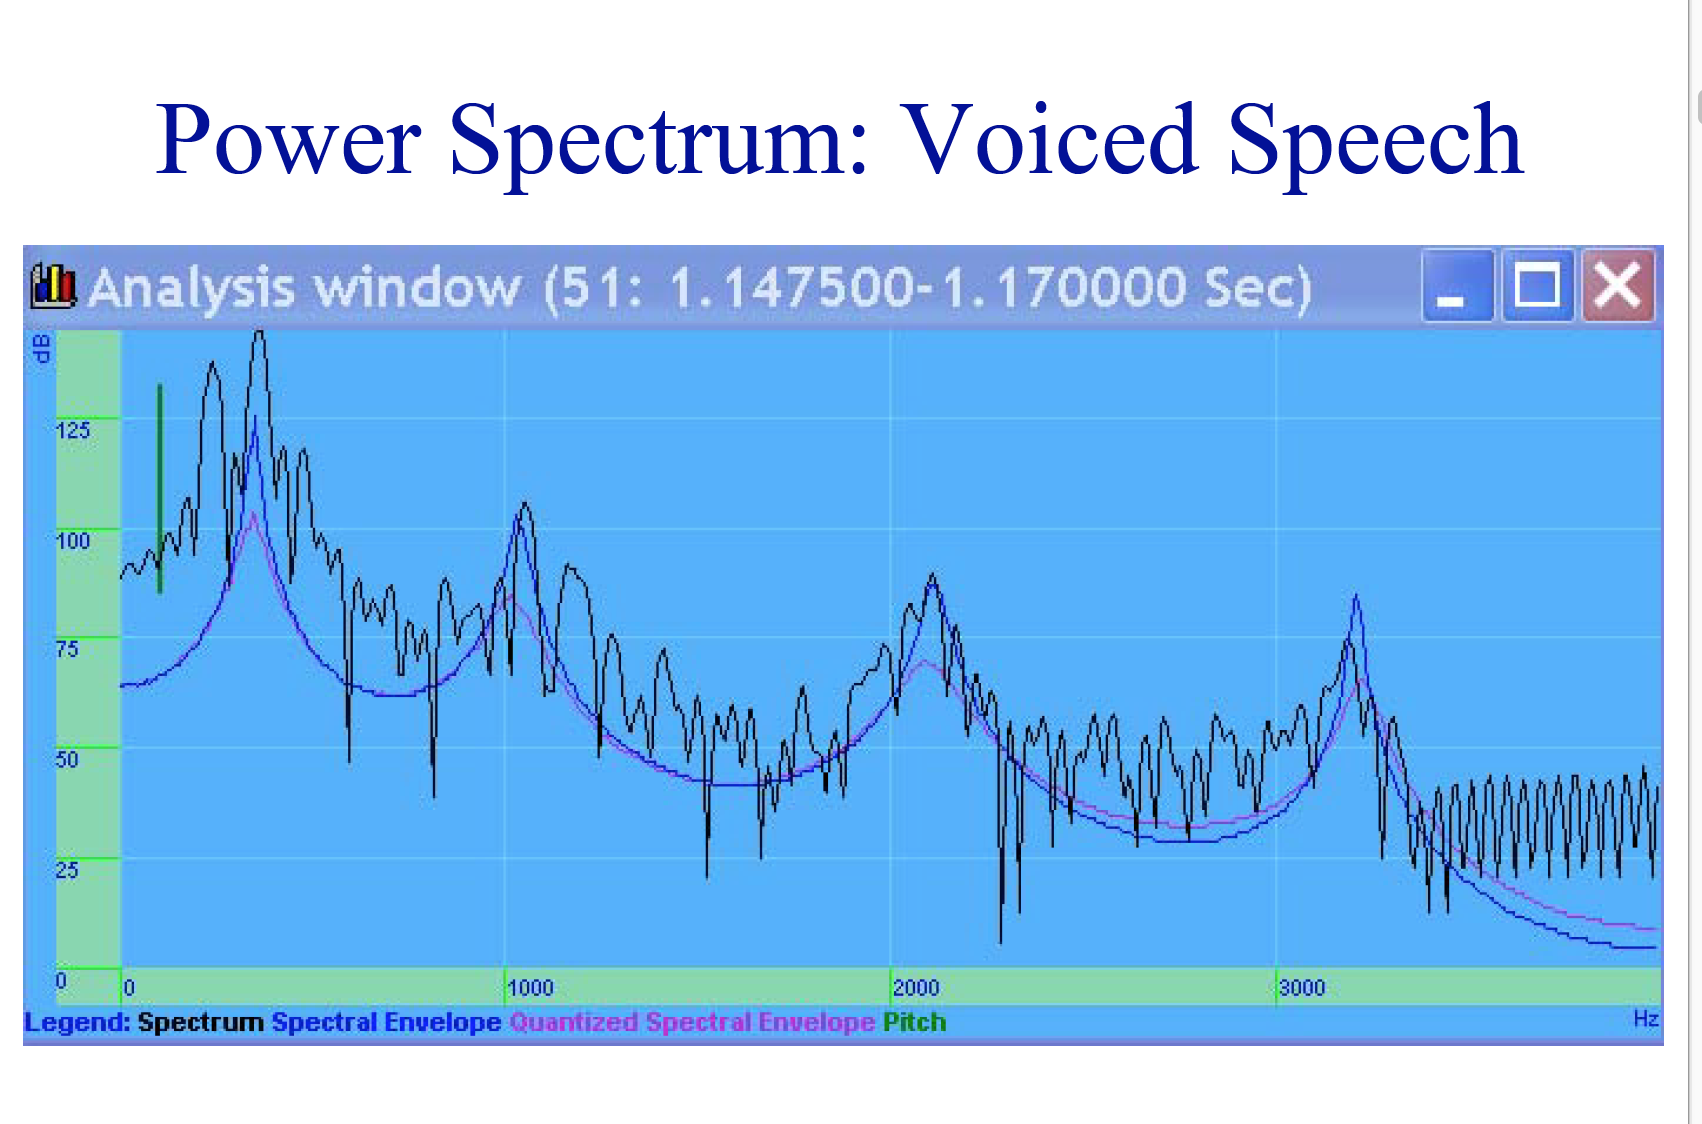 Power Spectrum: Voiced Speech
Analysis window (51: 1.147500-1.170000 Sec)
dB
125
100
75
50
25
0
0 1000 2000 3000
Legend: Spectrum Spectral Envelope Quantized Spectral Envelope Pitch Hz